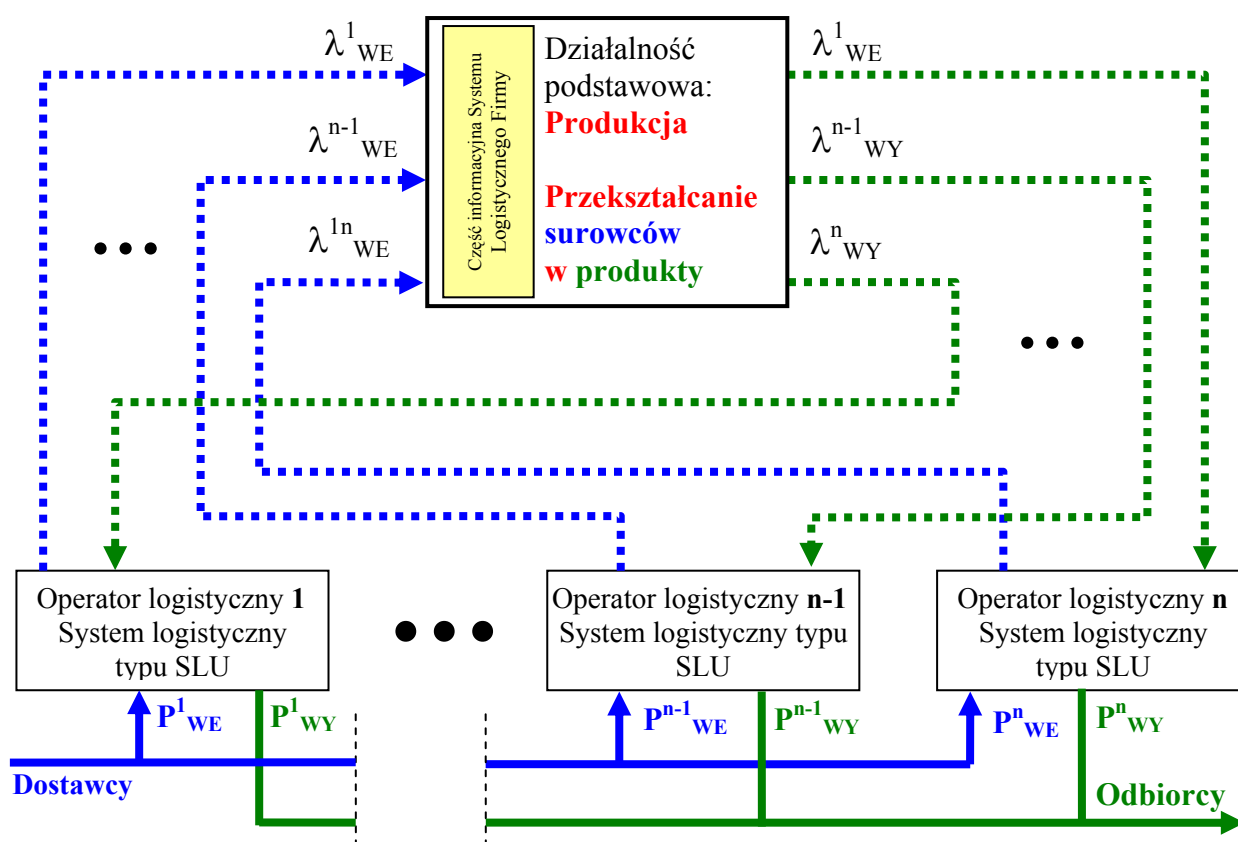 λ¹WE
λⁿ⁻¹WE
λ¹ⁿWE
Część informacyjna Systemu
Logistycznego Firmy
Działalność
podstawowa:
Produkcja
Przekształcanie
surowców
w produkty
λ¹WE
λⁿ⁻¹WY
λⁿWY
Operator logistyczny 1
System logistyczny
typu SLU
Operator logistyczny n-1
System logistyczny typu
SLU
Operator logistyczny n
System logistyczny
typu SLU
P¹WE
P¹WY
Pⁿ⁻¹WE
Pⁿ⁻¹WY
PⁿWE
PⁿWY
Dostawcy
Odbiorcy